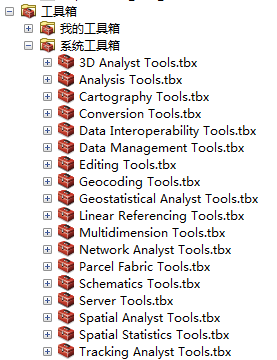 工具箱
我的工具箱
系统工具箱
3D Analyst Tools.tbx
Analysis Tools.tbx
Cartography Tools.tbx
Conversion Tools.tbx
Data Interoperability Tools.tbx
Data Management Tools.tbx
Editing Tools.tbx
Geocoding Tools.tbx
Geostatistical Analyst Tools.tbx
Linear Referencing Tools.tbx
Multidimension Tools.tbx
Network Analyst Tools.tbx
Parcel Fabric Tools.tbx
Schematics Tools.tbx
Server Tools.tbx
Spatial Analyst Tools.tbx
Spatial Statistics Tools.tbx
Tracking Analyst Tools.tbx